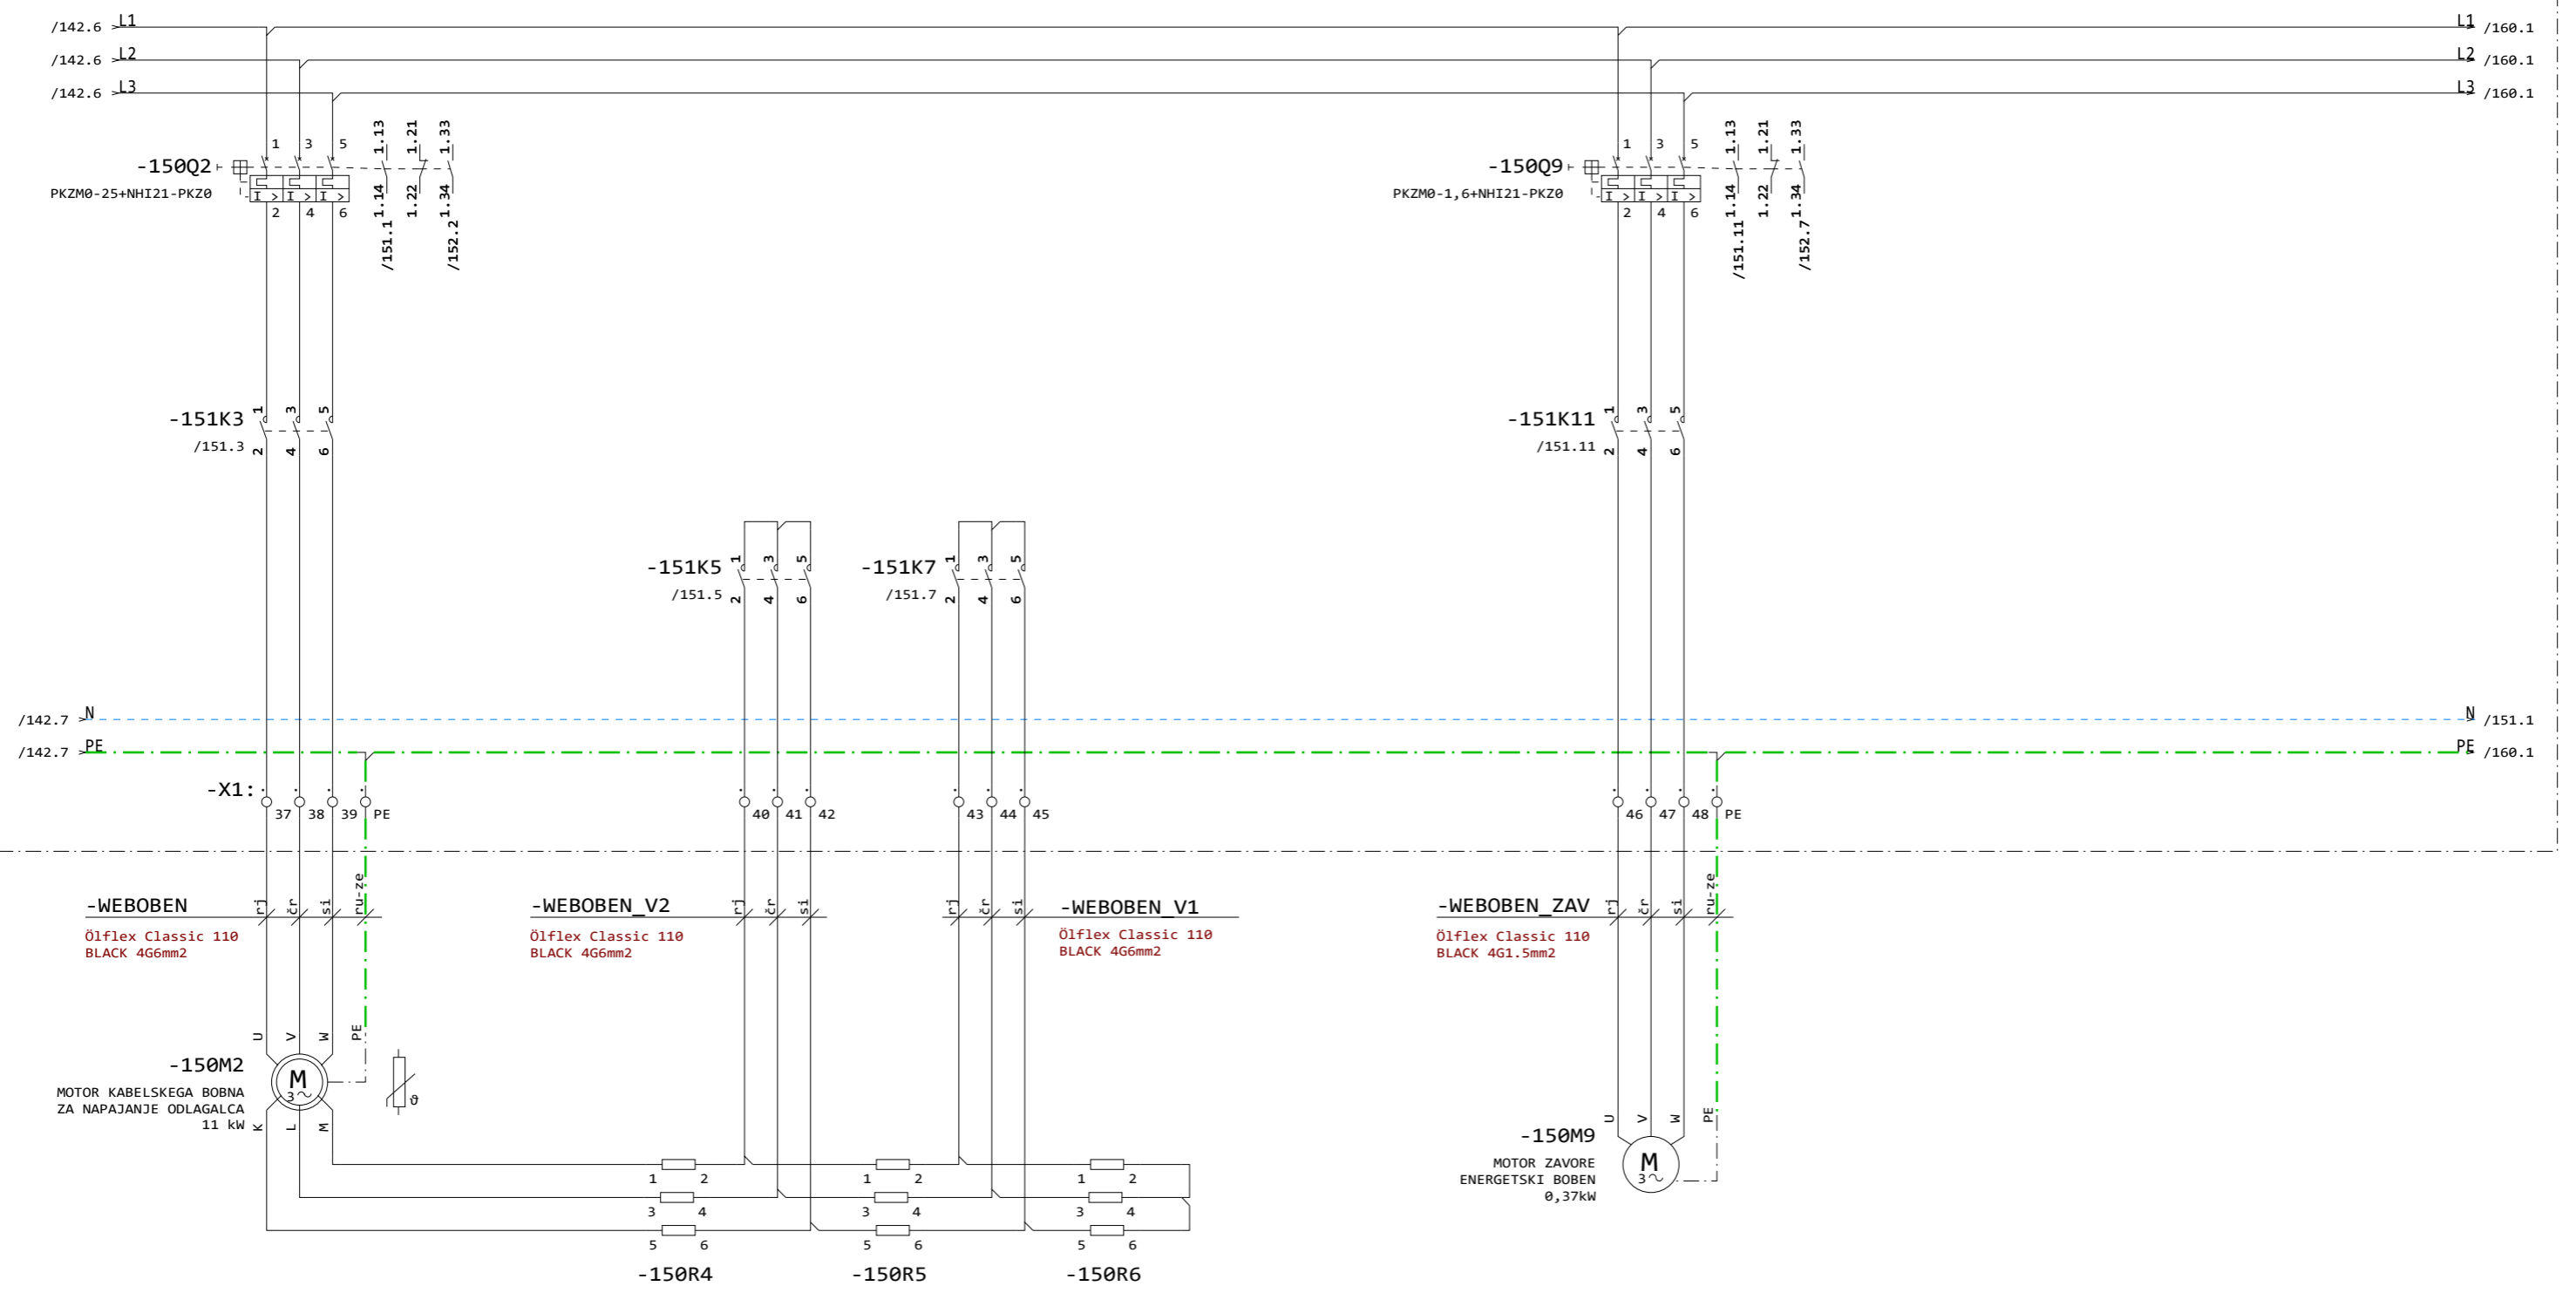 /142.6 L1 L1 /160.1
/142.6 L2 L2 /160.1
/142.6 L3 L3 /160.1
-150Q2 1 3 5 1.13 1.21 1.33
PKZM0-25+NHI21-PKZ0 I > I > I > 1.14 1.22 1.34
2 4 6 /151.1 /152.2
-150Q9 1 3 5 1.13 1.21 1.33
PKZM0-1,6+NHI21-PKZ0 I > I > I > 1.14 1.22 1.34
2 4 6 /151.11 /152.7
-151K3 1 3 5
/151.3 2 4 6
-151K11 1 3 5
/151.11 2 4 6
-151K5 1 3 5
/151.5 2 4 6
-151K7 1 3 5
/151.7 2 4 6
/142.7 N N /151.1
/142.7 PE PE /160.1
-X1: 37 38 39 PE 40 41 42 43 44 45 46 47 48 PE
-WEBOBEN rj čr si ru-ze
Ölflex Classic 110
BLACK 4G6mm2
-WEBOBEN_V2 rj čr si
Ölflex Classic 110
BLACK 4G6mm2
rj čr si -WEBOBEN_V1
Ölflex Classic 110
BLACK 4G6mm2
-WEBOBEN_ZAV rj čr si ru-ze
Ölflex Classic 110
BLACK 4G1.5mm2
U V W PE
-150M2 M 3~
MOTOR KABELSKEGA BOBNA
ZA NAPAJANJE ODLAGALCA
11 kW
K L M
ϑ
U V W PE
-150M9 M 3~
MOTOR ZAVORE
ENERGETSKI BOBEN
0,37kW
1 2 1 2 1 2
3 4 3 4 3 4
5 6 5 6 5 6
-150R4 -150R5 -150R6